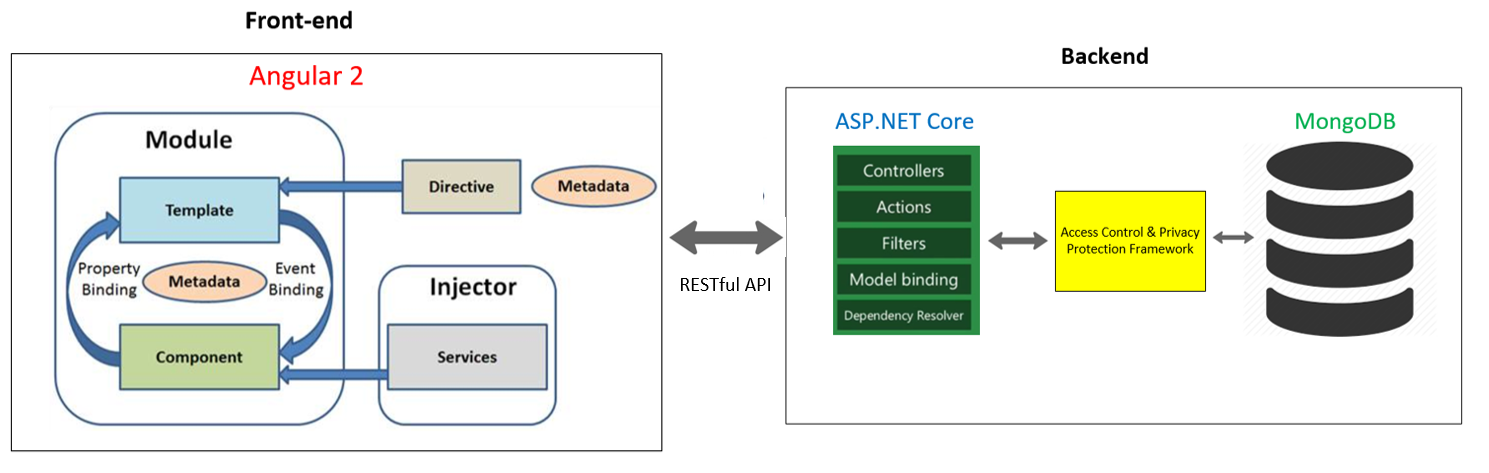 Front-end
Angular 2
Module
Template
Directive
Metadata
Property
Binding
Metadata
Event
Binding
Component
Injector
Services
RESTful API
Backend
ASP.NET Core
Controllers
Actions
Filters
Model binding
Dependency Resolver
Access Control & Privacy
Protection Framework
MongoDB